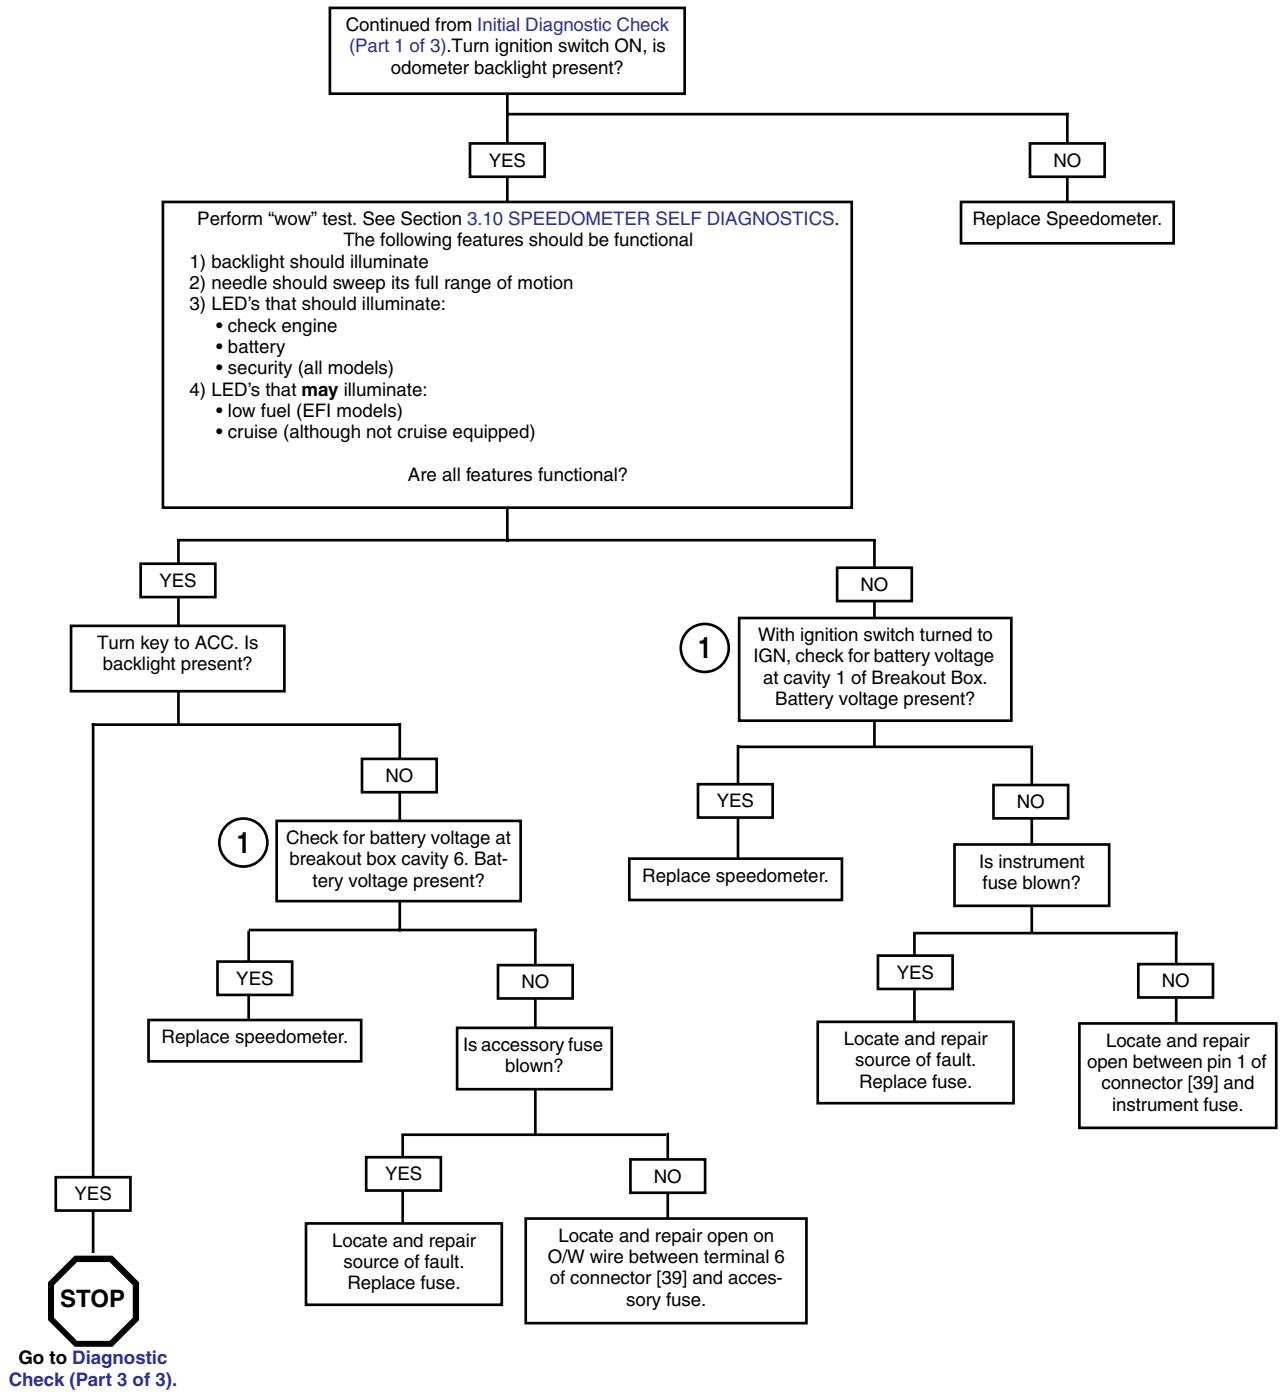 Continued from Initial Diagnostic Check
(Part 1 of 3).Turn ignition switch ON, is
odometer backlight present?
YES
NO
Perform “wow” test. See Section 3.10 SPEEDOMETER SELF DIAGNOSTICS.
The following features should be functional
1) backlight should illuminate
2) needle should sweep its full range of motion
3) LED’s that should illuminate:
• check engine
• battery
• security (all models)
4) LED’s that may illuminate:
• low fuel (EFI models)
• cruise (although not cruise equipped)
Are all features functional?
Replace Speedometer.
YES
NO
Turn key to ACC. Is
backlight present?
1
With ignition switch turned to
IGN, check for battery voltage
at cavity 1 of Breakout Box.
Battery voltage present?
NO
YES
NO
1
Check for battery voltage at
breakout box cavity 6. Bat-
tery voltage present?
Replace speedometer.
Is instrument
fuse blown?
YES
NO
YES
NO
Replace speedometer.
Is accessory fuse
blown?
Locate and repair
source of fault.
Replace fuse.
Locate and repair
open between pin 1 of
connector [39] and
instrument fuse.
YES
YES
NO
Locate and repair
source of fault.
Replace fuse.
Locate and repair open on
O/W wire between terminal 6
of connector [39] and acces-
sory fuse.
STOP
Go to Diagnostic
Check (Part 3 of 3).